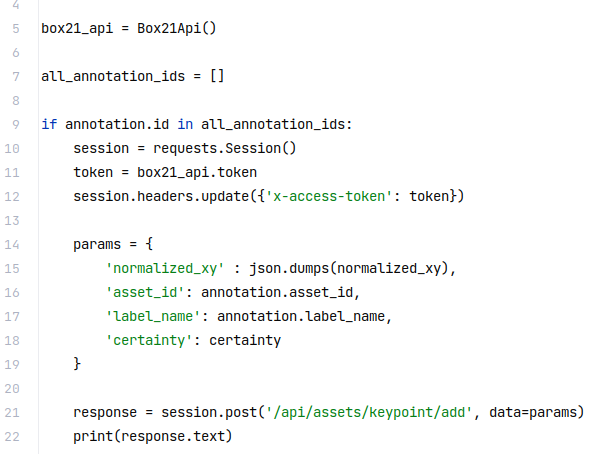 4
5 box21_api = Box21Api()
6
7 all_annotation_ids = []
8
9 if annotation.id in all_annotation_ids:
10     session = requests.Session()
11     token = box21_api.token
12     session.headers.update({'x-access-token': token})
13
14     params = {
15         'normalized_xy' : json.dumps(normalized_xy),
16         'asset_id': annotation.asset_id,
17         'label_name': annotation.label_name,
18         'certainty': certainty
19     }
20
21     response = session.post('/api/assets/keypoint/add', data=params)
22     print(response.text)